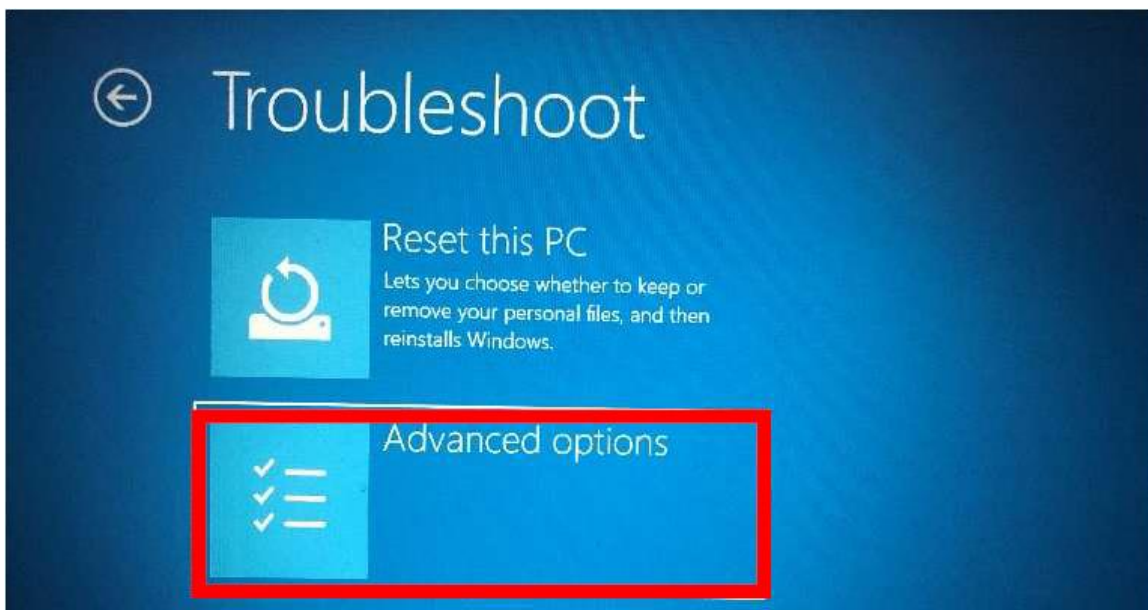 Troubleshoot
Reset this PC
Lets you choose whether to keep or
remove your personal files, and then
reinstalls Windows.
Advanced options